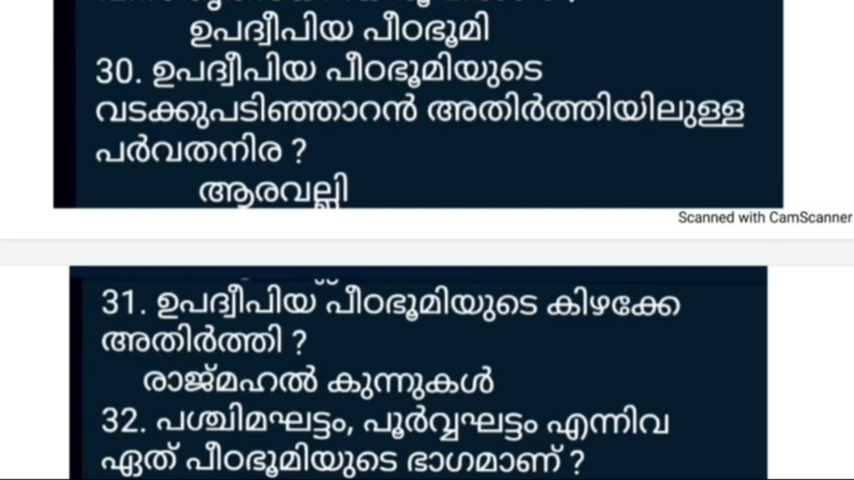 ഉപദ്വീപിയ പീഠഭൂമി
30. ഉപദ്വീപിയ പീഠഭൂമിയുടെ
വടക്കുപടിഞ്ഞാറൻ അതിർത്തിയിലുള്ള
പർവതനിര ?
ആരവല്ലി
Scanned with CamScanner
31. ഉപദ്വീപിയ പീഠഭൂമിയുടെ കിഴക്കേ
അതിർത്തി ?
രാജ്മഹൽ കുന്നുകൾ
32. പശ്ചിമഘട്ടം, പൂർവ്വഘട്ടം എന്നിവ
ഏത് പീഠഭൂമിയുടെ ഭാഗമാണ് ?